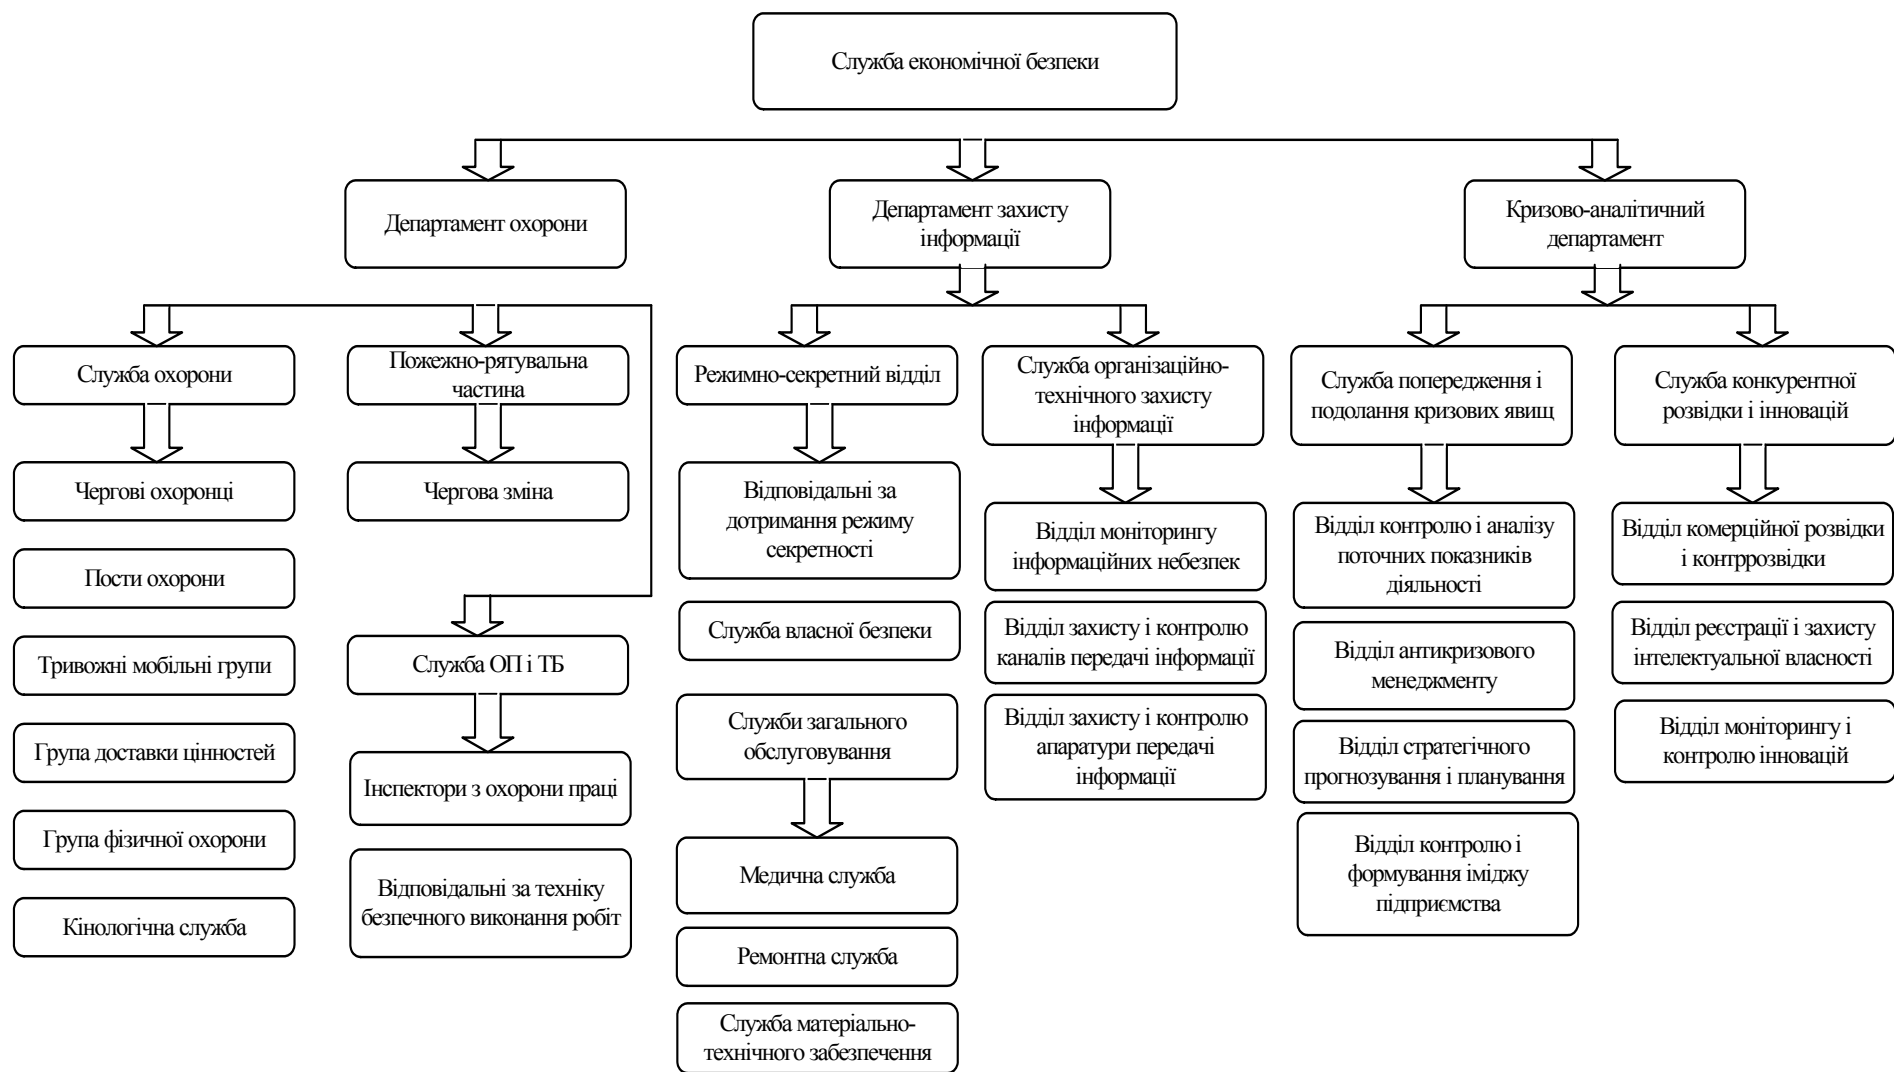 Служба економічної безпеки
Департамент охорони
Департамент захисту
інформації
Кризово-аналітичний
департамент
Служба охорони
Пожежно-рятувальна
частина
Режимно-секретний відділ
Служба організаційно-
технічного захисту
інформації
Служба попередження і
подолання кризових явищ
Служба конкурентної
розвідки і інновацій
Чергові охоронці
Чергова зміна
Відповідальні за
дотримання режиму
секретності
Відділ моніторингу
інформаційних небезпек
Відділ контролю і аналізу
поточних показників
діяльності
Відділ комерційної розвідки
і контррозвідки
Пости охорони
Служба власної безпеки
Відділ захисту і контролю
каналів передачі інформації
Відділ антикризового
менеджменту
Відділ реєстрації і захисту
інтелектуальної власності
Тривожні мобільні групи
Служба ОП і ТБ
Служби загального
обслуговування
Відділ захисту і контролю
апаратури передачі
інформації
Відділ стратегічного
прогнозування і планування
Відділ моніторингу і
контролю інновацій
Група доставки цінностей
Інспектори з охорони праці
Група фізичної охорони
Медична служба
Відділ контролю і
формування іміджу
підприємства
Відповідальні за техніку
безпечного виконання робіт
Кінологічна служба
Ремонтна служба
Служба матеріально-
технічного забезпечення